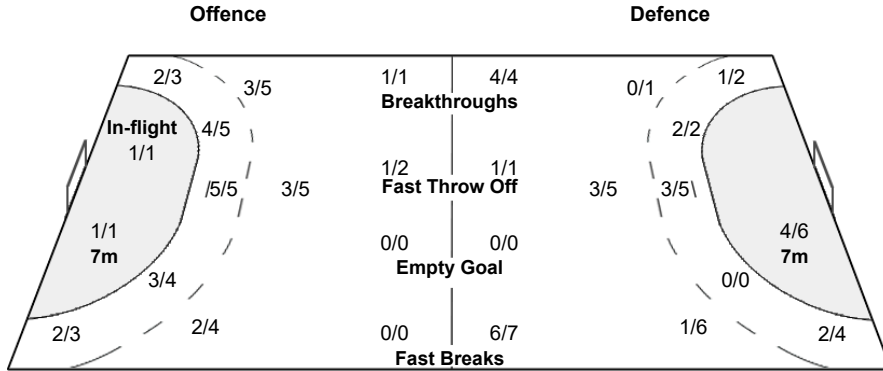 Offence Defence
2/3 3/5 1/1 4/4 0/1 1/2
Breakthroughs
In-flight 4/5 2/2
1/1
1/2 1/1
/5/5 3/5 Fast Throw Off 3/5 3/5
1/1 4/6
0/0 0/0
7m 7m
Empty Goal
3/4 0/0
2/3 2/4 0/0 6/7 1/6 2/4
Fast Breaks